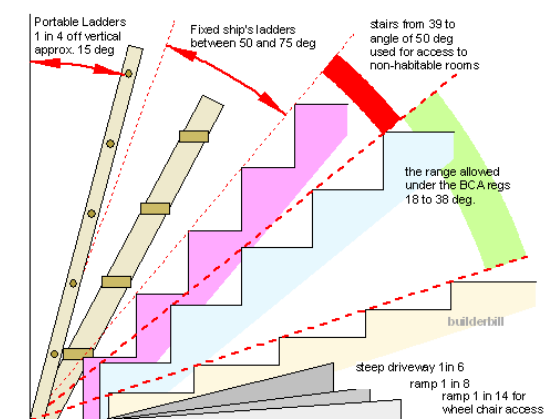 Portable Ladders
1 in 4 off vertical
approx. 15 deg
Fixed ship's ladders
between 50 and 75 deg
stairs from 39 to
angle of 50 deg
used for access to
non-habitable rooms
the range allowed
under the BCA regs
18 to 38 deg.
builderbill
steep driveway 1in 6
ramp 1 in 8
ramp 1 in 14 for
wheel chair access